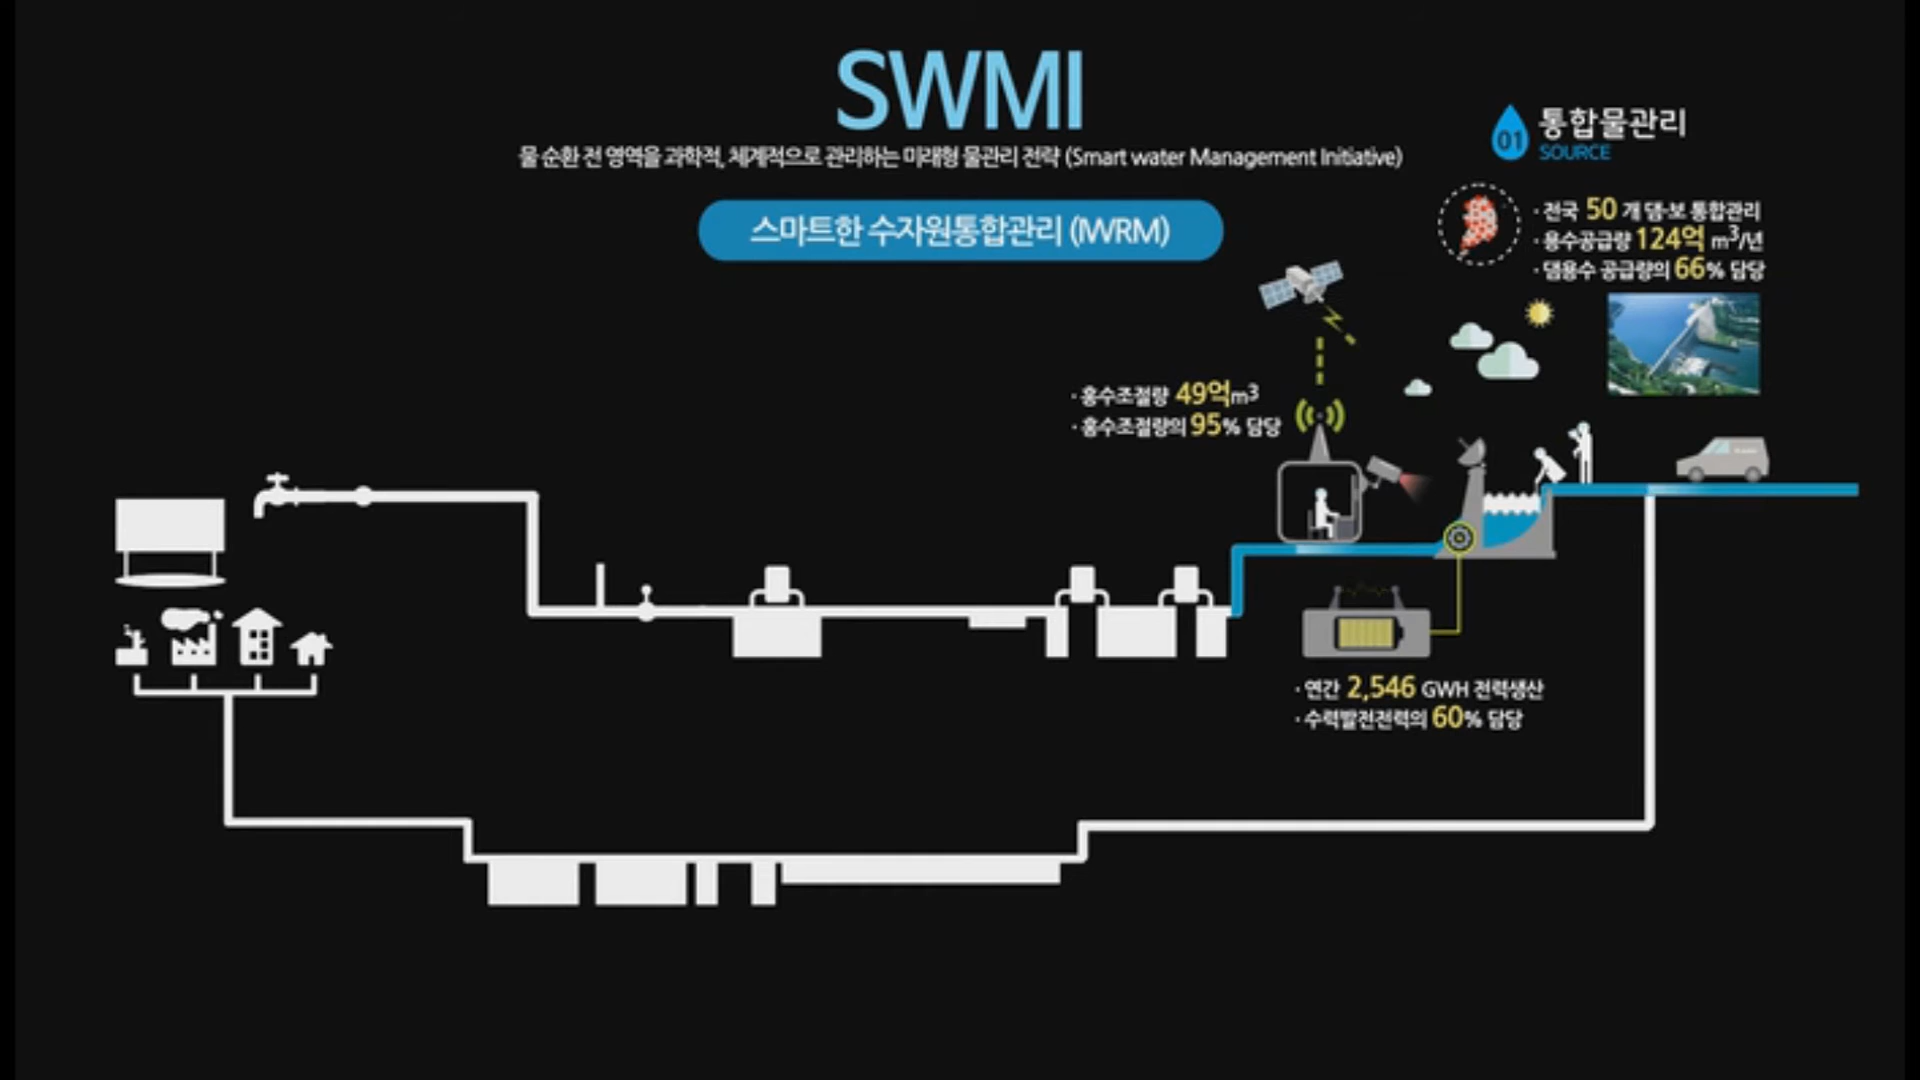 SWMI
물 순환 전 영역을 과학적, 체계적으로 관리하는 미래형 물관리 전략 (Smart water Management Initiative)
스마트한 수자원통합관리 (IWRM)
01 통합물관리
SOURCE
· 전국 50 개 댐·보 통합관리
· 용수공급량 124억 m³/년
· 댐용수 공급량의 66% 담당
· 홍수조절량 49억m³
· 홍수조절량의 95% 담당
· 연간 2,546 GWH 전력생산
· 수력발전전력의 60% 담당